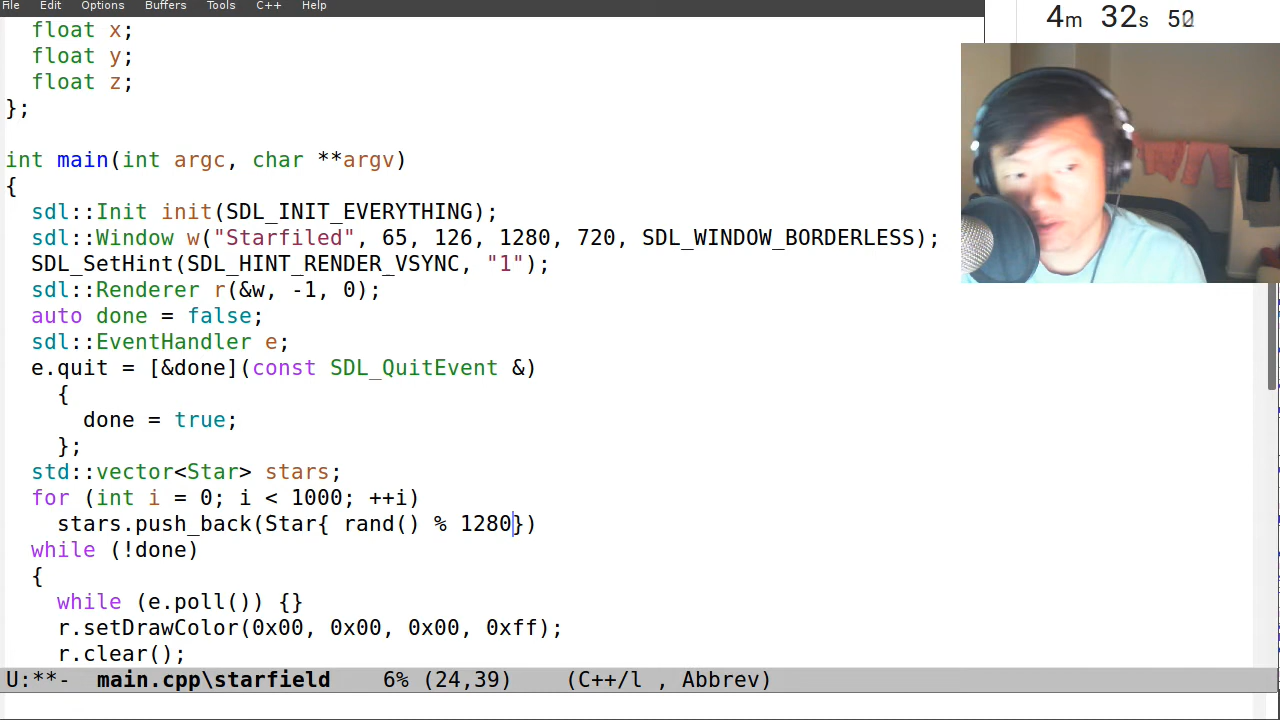 File Edit Options Buffers Tools C++ Help
4m 32s
float x;
float y;
float z;
};
int main(int argc, char **argv)
{
sdl::Init init(SDL_INIT_EVERYTHING);
sdl::Window w("Starfiled", 65, 126, 1280, 720, SDL_WINDOW_BORDERLESS);
SDL_SetHint(SDL_HINT_RENDER_VSYNC, "1");
sdl::Renderer r(&w, -1, 0);
auto done = false;
sdl::EventHandler e;
e.quit = [&done](const SDL_QuitEvent &)
{
done = true;
};
std::vector<Star> stars;
for (int i = 0; i < 1000; ++i)
stars.push_back(Star{ rand() % 1280})
while (!done)
{
while (e.poll()) {}
r.setDrawColor(0x00, 0x00, 0x00, 0xff);
r.clear();
U:**- main.cpp\starfield 6% (24,39) (C++/l , Abbrev)